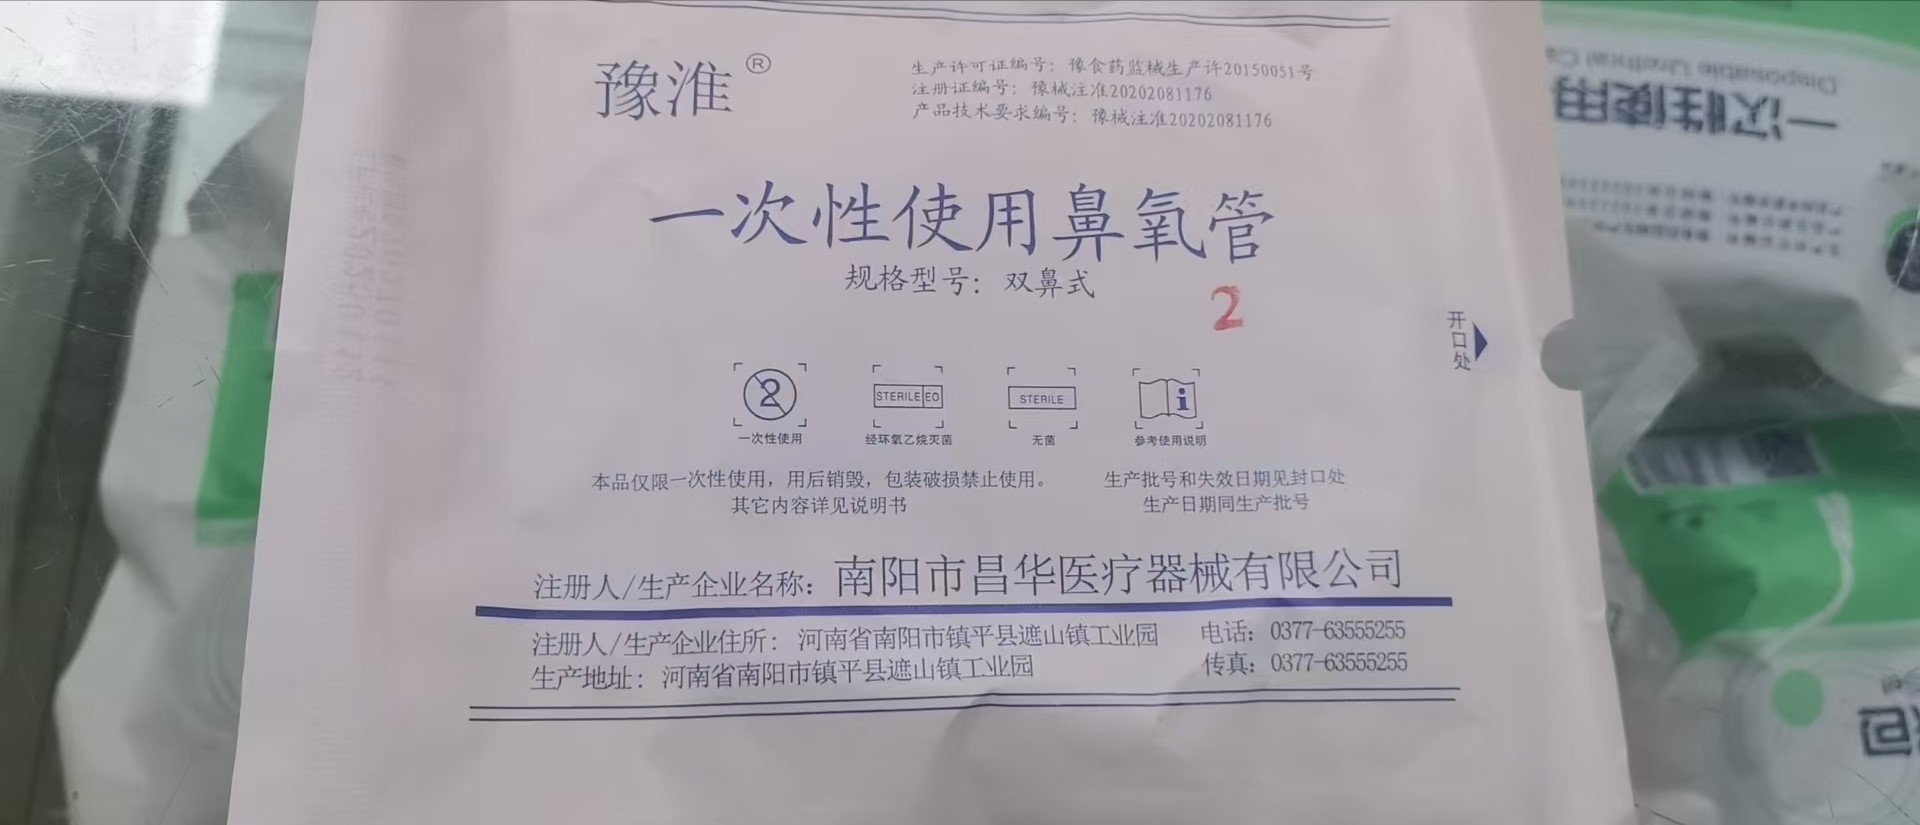 豫淮®
生产许可证编号：豫食药监械生产许20150051号
注册证编号：豫械注准20202081176
产品技术要求编号：豫械注准20202081176
一次性使用鼻氧管
规格型号：双鼻式
2
开口处
2
STERILE EO
STERILE
i
一次性使用
经环氧乙烷灭菌
无菌
参考使用说明
本品仅限一次性使用，用后销毁，包装破损禁止使用。
其它内容详见说明书
生产批号和失效日期见封口处
生产日期同生产批号
注册人/生产企业名称：南阳市昌华医疗器械有限公司
注册人/生产企业住所：河南省南阳市镇平县遮山镇工业园
生产地址：河南省南阳市镇平县遮山镇工业园
电话：0377-63555255
传真：0377-63555255
Disposable Urethral Ca
一次性使用
包